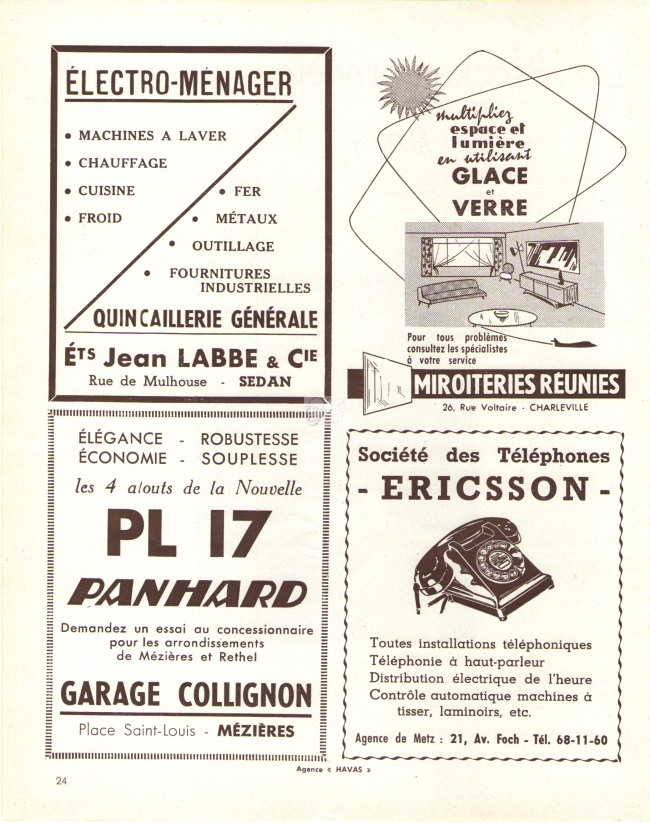 ÉLECTRO-MÉNAGER
• MACHINES A LAVER
• CHAUFFAGE
• CUISINE
• FROID
• FER
• MÉTAUX
• OUTILLAGE
• FOURNITURES
INDUSTRIELLES
QUINCAILLERIE GÉNÉRALE
ÉTS Jean LABBE & CIE
Rue de Mulhouse - SEDAN
multipliez
espace et
lumière
en utilisant
GLACE
et
VERRE
Pour tous problèmes
consultez les spécialistes
à votre service
MIROITERIES RÉUNIES
26, Rue Voltaire - CHARLEVILLE
ÉLÉGANCE - ROBUSTESSE
ÉCONOMIE - SOUPLESSE
les 4 atouts de la Nouvelle
PL 17
PANHARD
Demandez un essai au concessionnaire
pour les arrondissements
de Mézières et Rethel
GARAGE COLLIGNON
Place Saint-Louis - MÉZIÈRES
Société des Téléphones
- ERICSSON -
Toutes installations téléphoniques
Téléphonie à haut-parleur
Distribution électrique de l'heure
Contrôle automatique machines à
tisser, laminoirs, etc.
Agence de Metz : 21, Av. Foch - Tél. 68-11-60
Agence « HAVAS »
24